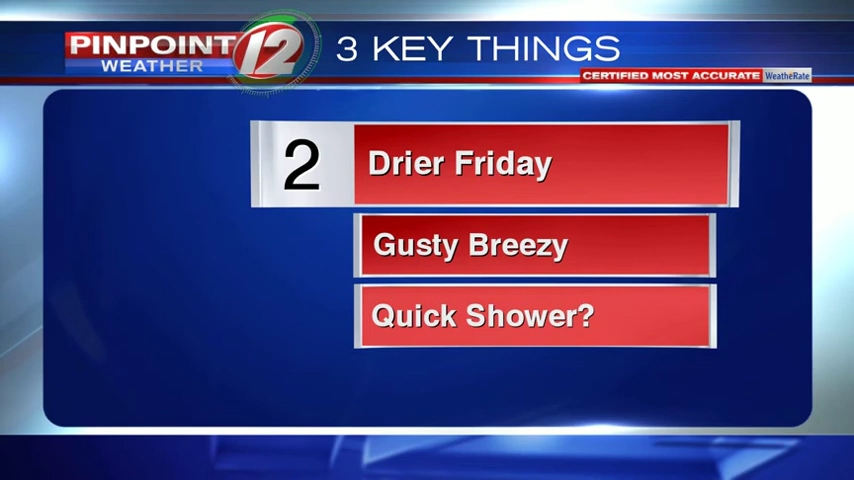 PINPOINT 12
WEATHER
3 KEY THINGS
CERTIFIED MOST ACCURATE WeatheRate
2 Drier Friday
Gusty Breezy
Quick Shower?